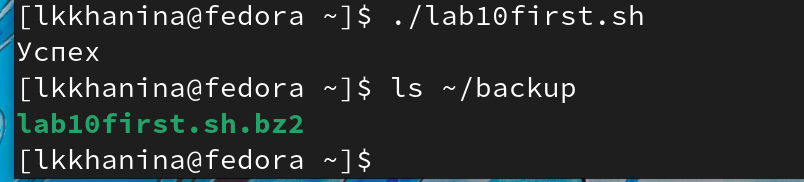 [lkkhanina@fedora ~]$ ./lab10first.sh
Успех
[lkkhanina@fedora ~]$ ls ~/backup
lab10first.sh.bz2
[lkkhanina@fedora ~]$